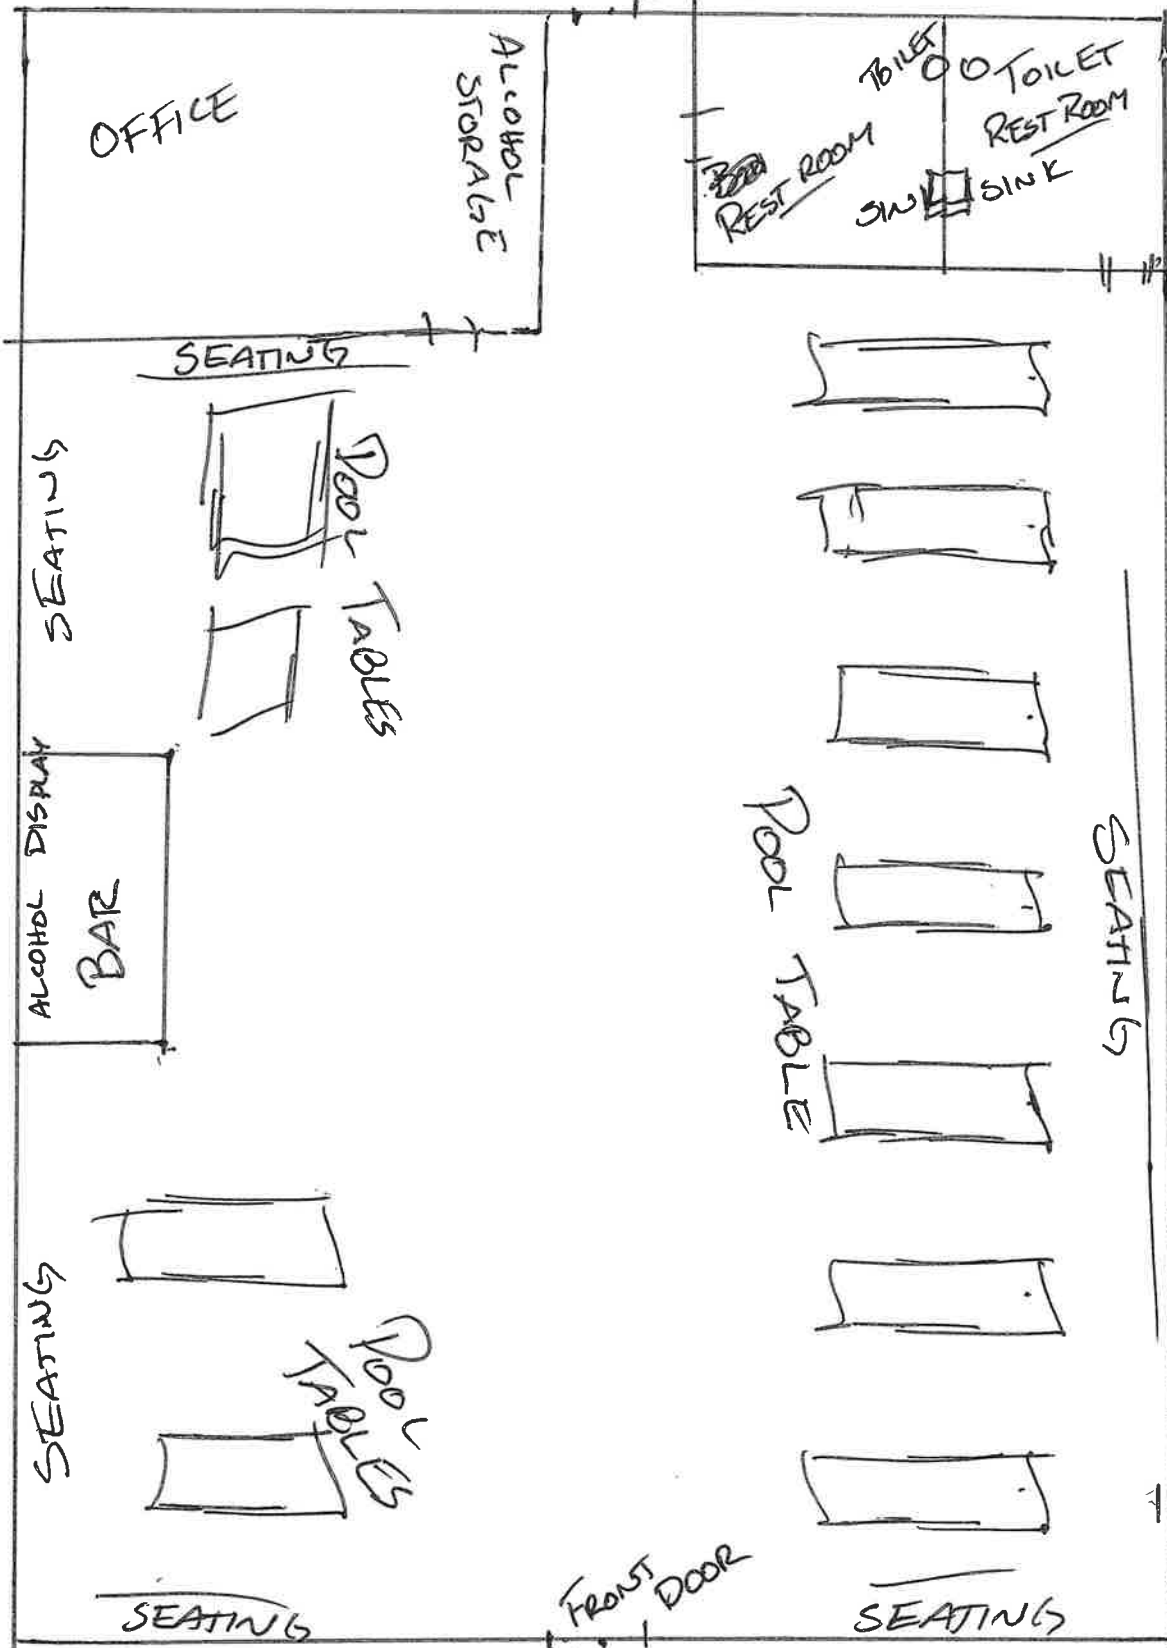 OFFICE
ALCOHOL
STORAGE
TOILET
TOILET
REST ROOM
REST ROOM
SINK
SINK
SEATING
SEATING
POOL TABLES
ALCOHOL DISPLAY
BAR
POOL TABLE
SEATING
SEATING
POOL
TABLES
FRONT
DOOR
SEATING
SEATING